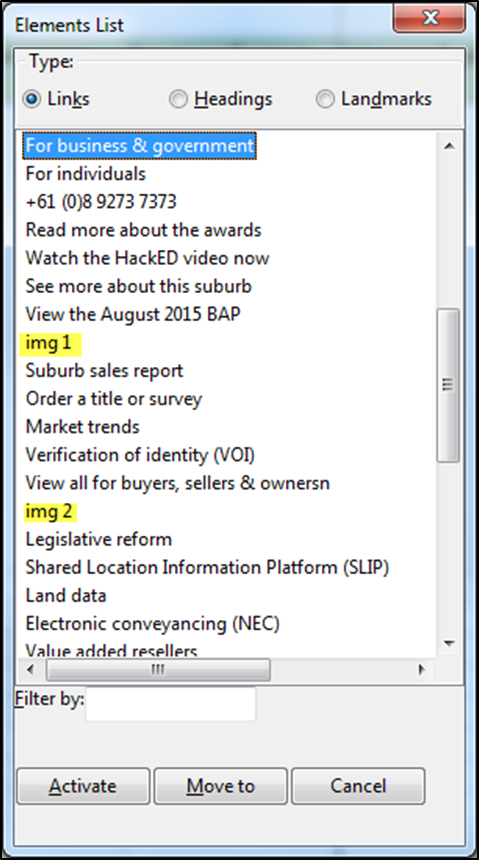 Elements List
Type:
Links Headings Landmarks
For business & government
For individuals
+61 (0)8 9273 7373
Read more about the awards
Watch the HackED video now
See more about this suburb
View the August 2015 BAP
img 1
Suburb sales report
Order a title or survey
Market trends
Verification of identity (VOI)
View all for buyers, sellers & ownersn
img 2
Legislative reform
Shared Location Information Platform (SLIP)
Land data
Electronic conveyancing (NEC)
Value added resellers
Filter by:
Activate Move to Cancel